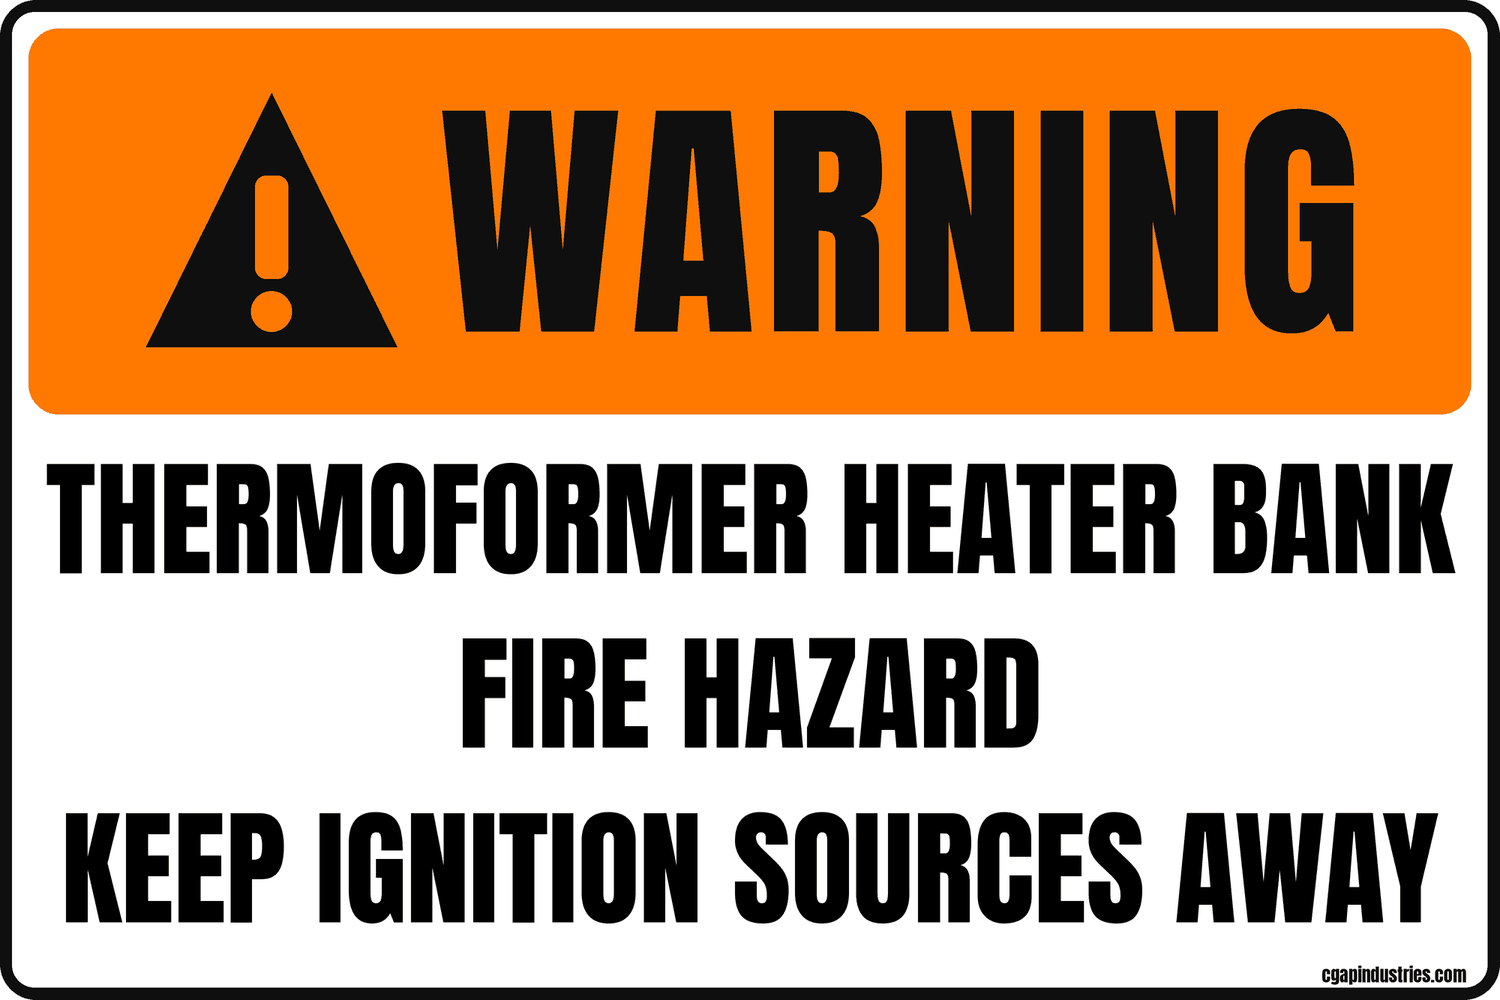 WARNING
THERMOFORMER HEATER BANK
FIRE HAZARD
KEEP IGNITION SOURCES AWAY
cgapindustries.com